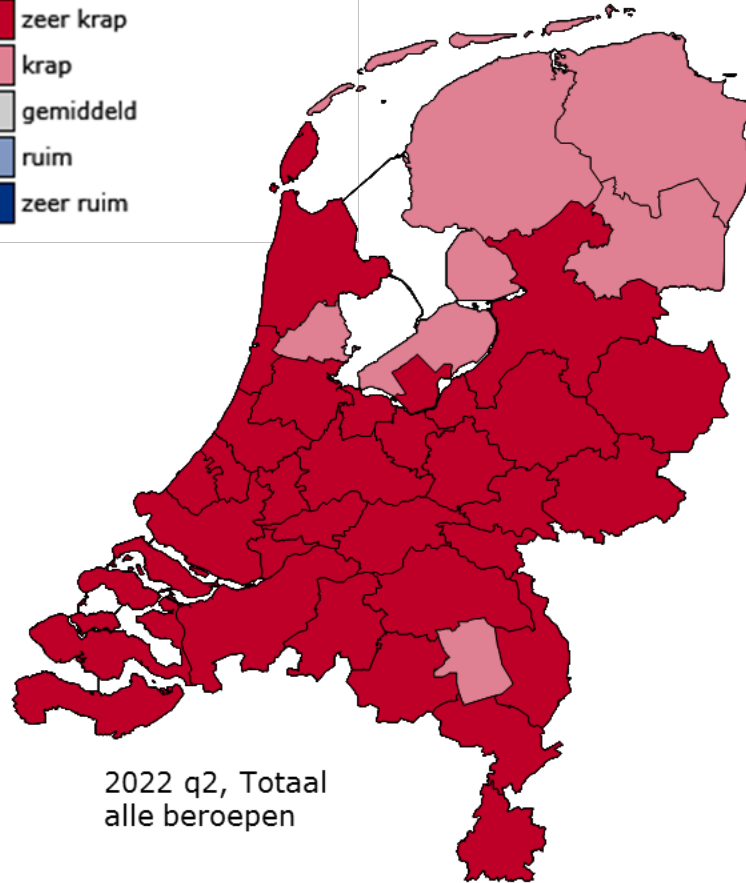 zeer krap
krap
gemiddeld
ruim
zeer ruim
2022 q2, Totaal
alle beroepen